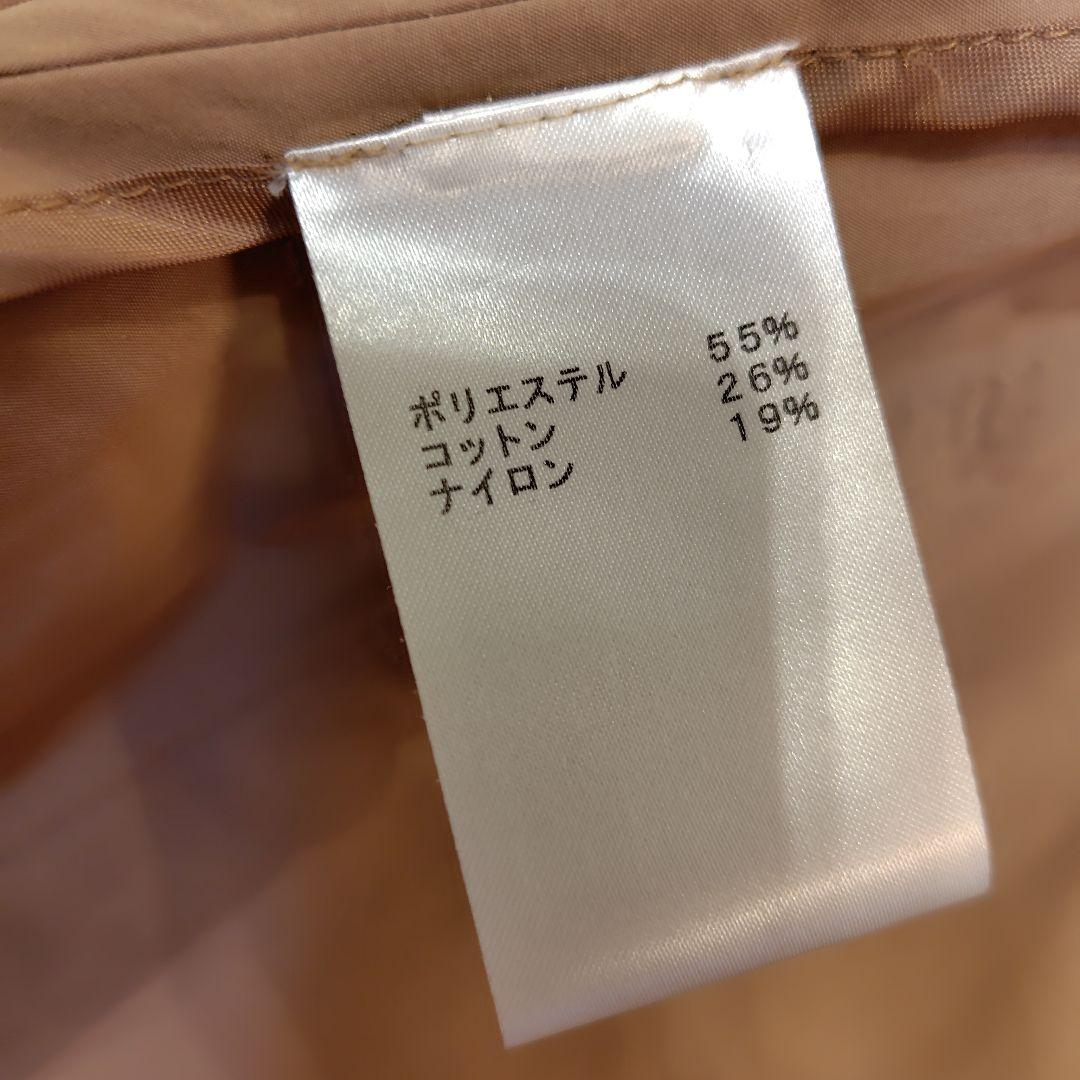 ポリエステル 55%
コットン 26%
ナイロン 19%